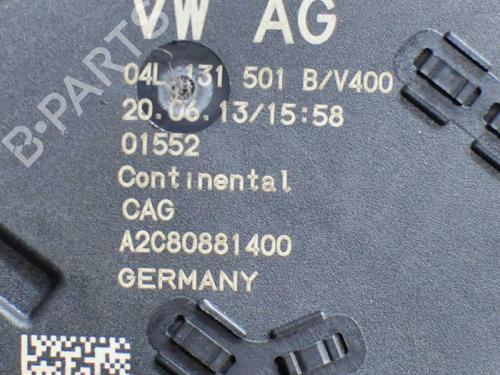 B-PARTS
VW AG
04L 131 501 B/V400
20.06.13/15:58
01552
Continental
CAG
A2C80881400
GERMANY